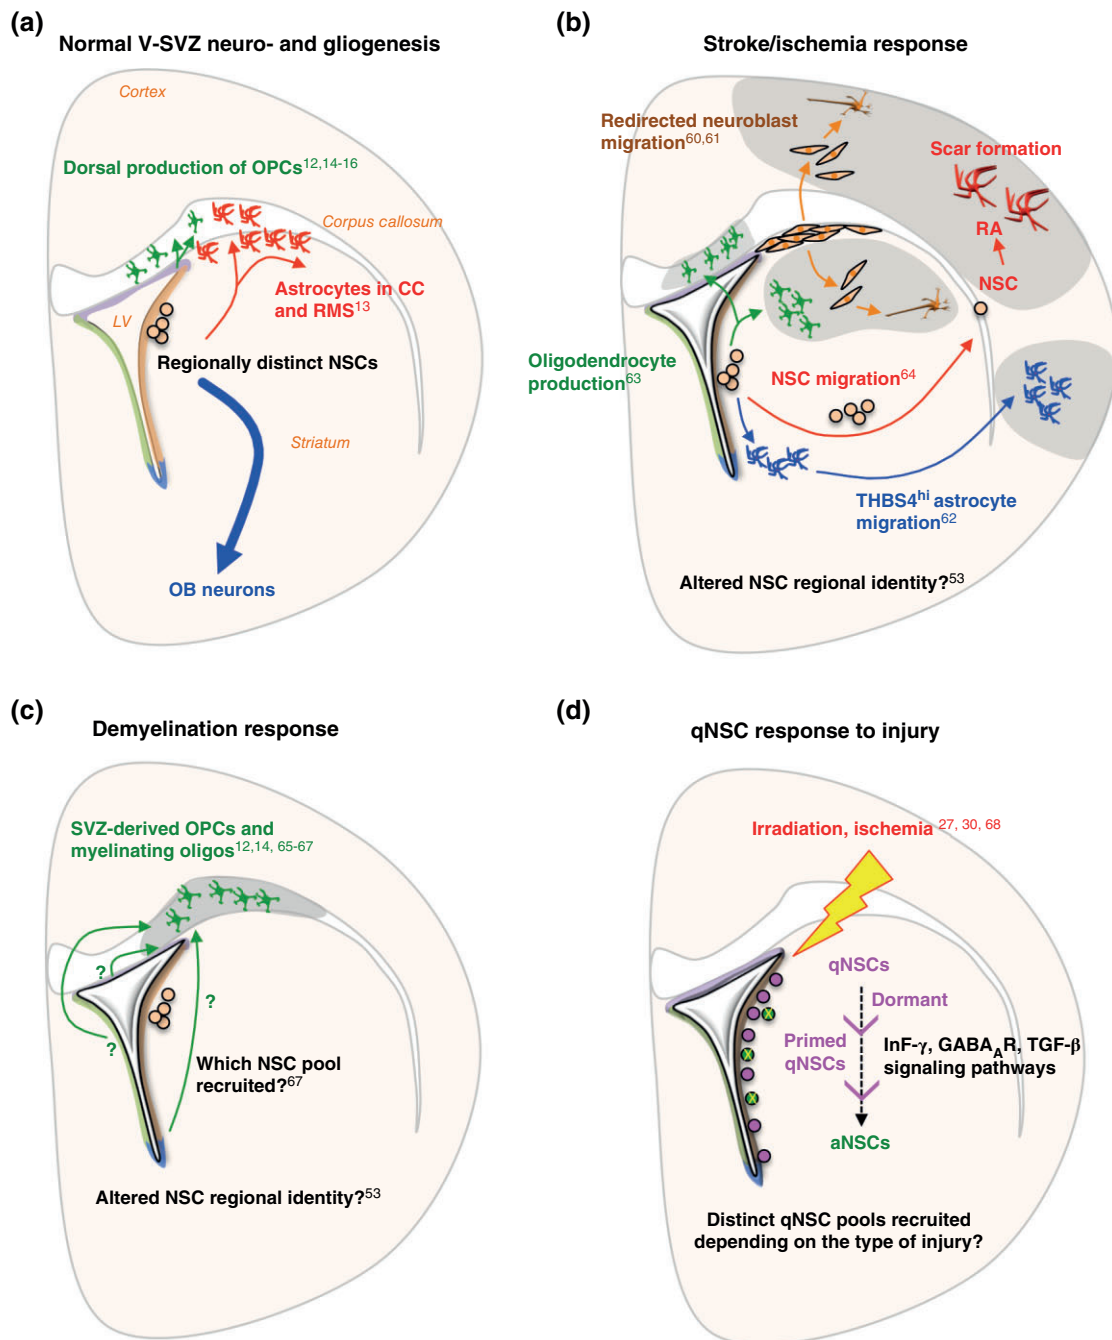 (a)
Normal V-SVZ neuro- and gliogenesis
Cortex
Dorsal production of OPCs12,14-16
Corpus callosum
Astrocytes in CC
and RMS13
LV
Regionally distinct NSCs
Striatum
OB neurons
(b)
Stroke/ischemia response
Redirected neuroblast
migration60,61
Scar formation
RA
NSC
Oligodendrocyte
production63
NSC migration64
THBS4hi astrocyte
migration62
Altered NSC regional identity?53
(c)
Demyelination response
SVZ-derived OPCs and
myelinating oligos12,14, 65-67
?
?
?
Which NSC pool
recruited?67
Altered NSC regional identity?53
(d)
qNSC response to injury
Irradiation, ischemia 27, 30, 68
qNSCs
Dormant
Primed
qNSCs
InF-γ, GABAAR, TGF-β
signaling pathways
aNSCs
Distinct qNSC pools recruited
depending on the type of injury?